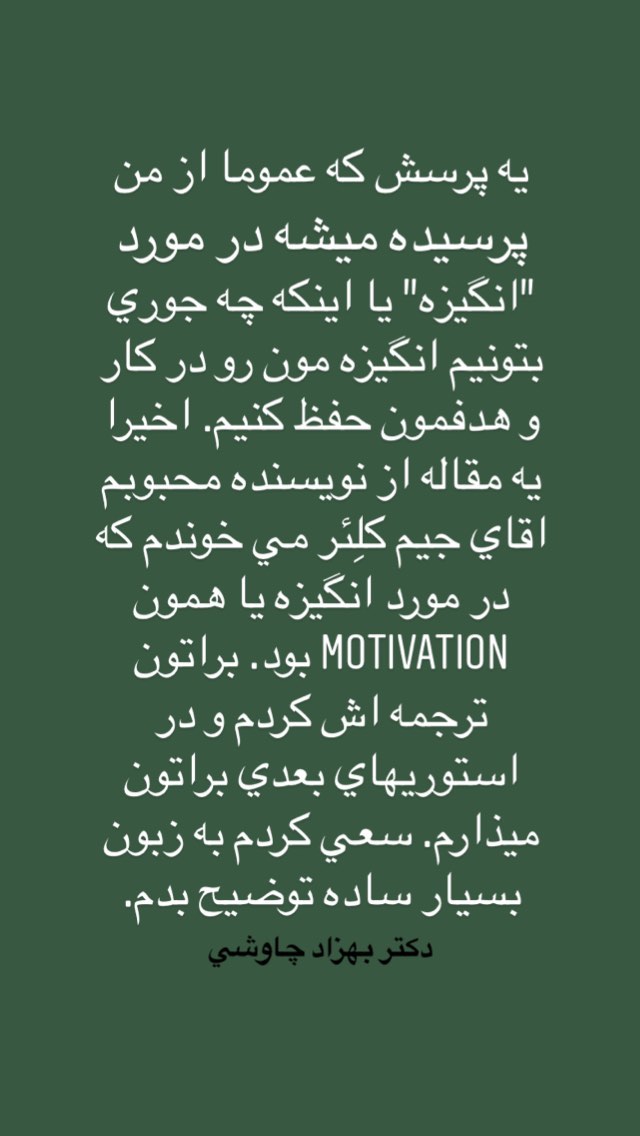 یه پرسش که عموما از من
پرسیده میشه در مورد
"انگیزه" یا اینکه چه جوري
بتونیم انگیزه مون رو در کار
و هدفمون حفظ کنیم. اخیرا
یه مقاله از نویسنده محبوبم
اقاي جیم کلِئر مي خوندم که
در مورد انگیزه یا همون
MOTIVATION بود. براتون
ترجمه اش کردم و در
استوریهاي بعدي براتون
میذارم. سعي کردم به زبون
بسیار ساده توضیح بدم.
دکتر بهزاد چاوشي